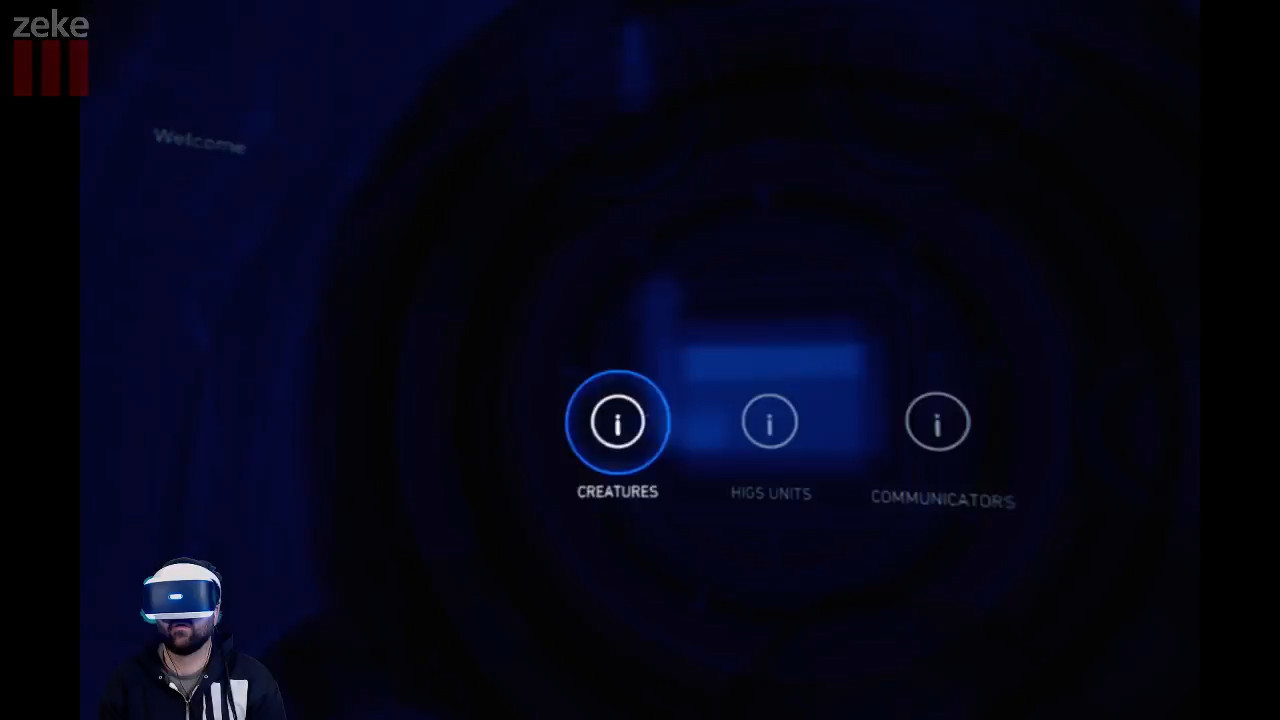 zeke
Welcome
CREATURES
HIGS UNITS
COMMUNICATORS